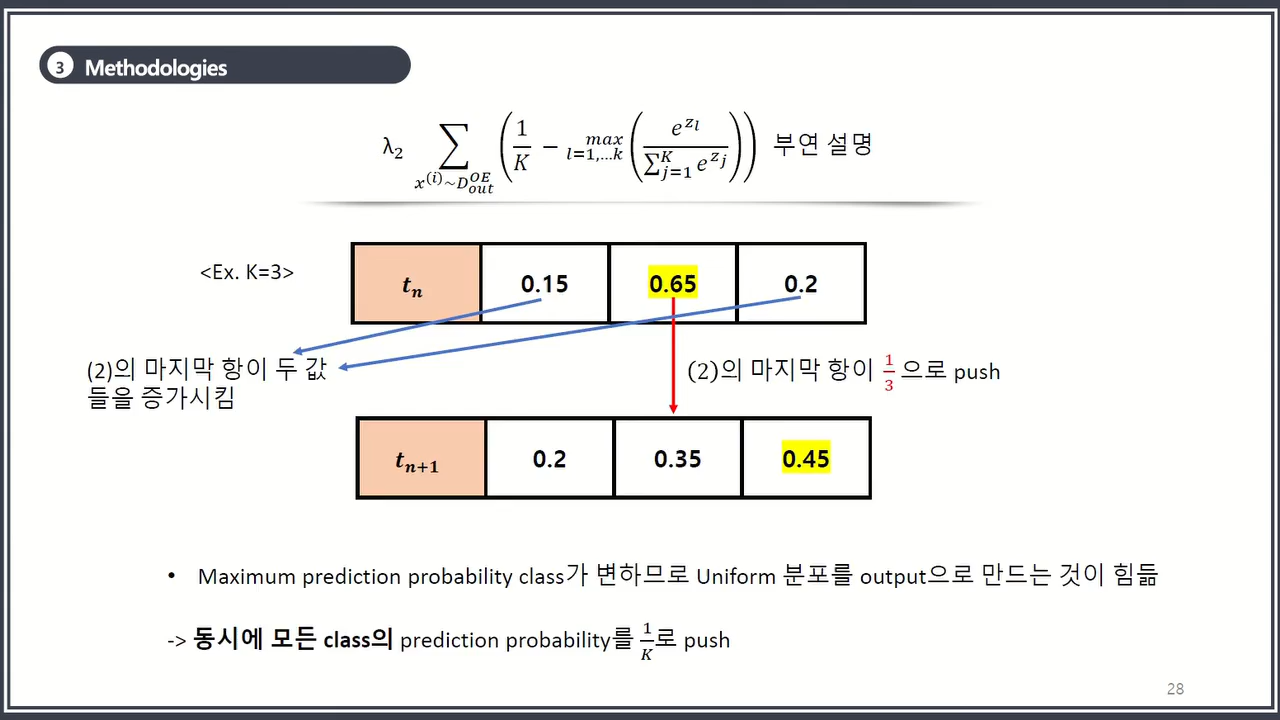 3 Methodologies
λ₂ ∑_{x^{(i)}~D_{out}^{OE}} (1/K − max_{l=1,…k} (e^{z_l} / ∑_{j=1}^{K} e^{z_j})) 부연 설명
<Ex. K=3>
t_n 0.15 0.65 0.2
(2)의 마지막 항이 두 값
들을 증가시킴
(2)의 마지막 항이 1/3 으로 push
t_{n+1} 0.2 0.35 0.45
• Maximum prediction probability class가 변하므로 Uniform 분포를 output으로 만드는 것이 힘듦
-> 동시에 모든 class의 prediction probability를 1/K로 push
28